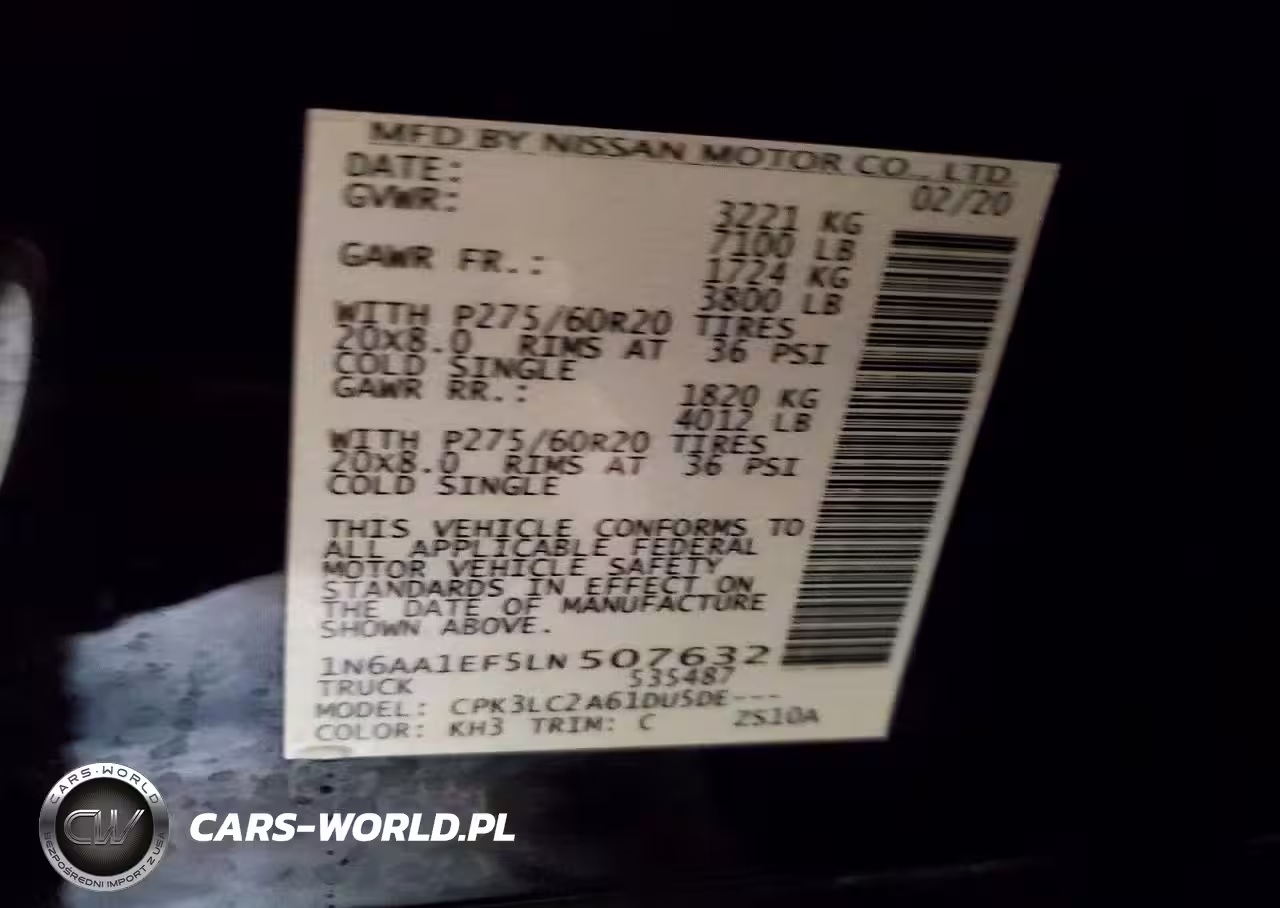 MFD BY NISSAN MOTOR CO., LTD.
DATE: 02/20
GVWR: 3221 KG
7100 LB
GAWR FR.: 1724 KG
3800 LB
WITH P275/60R20 TIRES
20X8.0 RIMS AT 36 PSI
COLD SINGLE
GAWR RR.: 1820 KG
4012 LB
WITH P275/60R20 TIRES
20X8.0 RIMS AT 36 PSI
COLD SINGLE
THIS VEHICLE CONFORMS TO
ALL APPLICABLE FEDERAL
MOTOR VEHICLE SAFETY
STANDARDS IN EFFECT ON
THE DATE OF MANUFACTURE
SHOWN ABOVE.
1N6AA1EF5LN507632
TRUCK 535487
MODEL: CPK3LC2A61DU5DE---
COLOR: KH3 TRIM: C ZS10A
CARS-WORLD
CW
BEZPOŚREDNI IMPORT Z USA
CARS-WORLD.PL